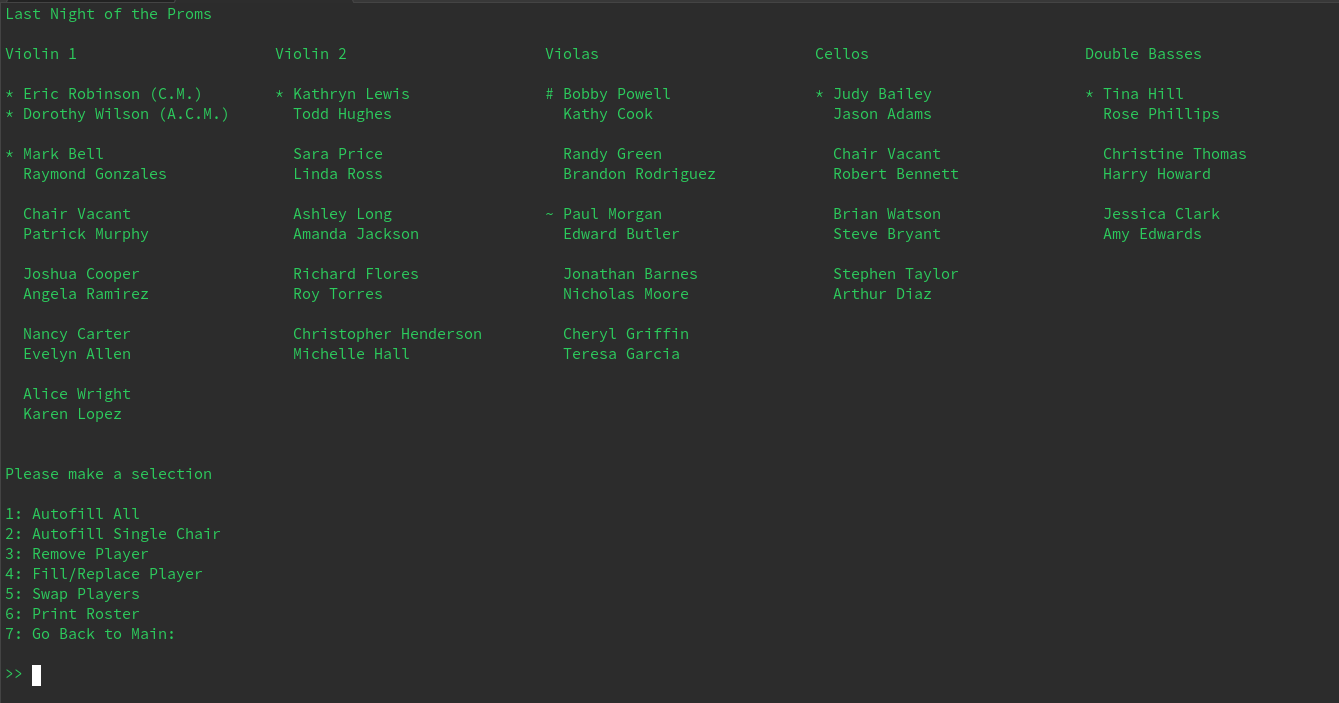 Last Night of the Proms
Violin 1 Violin 2 Violas Cellos Double Basses
* Eric Robinson (C.M.) * Kathryn Lewis # Bobby Powell * Judy Bailey * Tina Hill
* Dorothy Wilson (A.C.M.) Todd Hughes Kathy Cook Jason Adams Rose Phillips
* Mark Bell Sara Price Randy Green Chair Vacant Christine Thomas
Raymond Gonzales Linda Ross Brandon Rodriguez Robert Bennett Harry Howard
Chair Vacant Ashley Long ~ Paul Morgan Brian Watson Jessica Clark
Patrick Murphy Amanda Jackson Edward Butler Steve Bryant Amy Edwards
Joshua Cooper Richard Flores Jonathan Barnes Stephen Taylor
Angela Ramirez Roy Torres Nicholas Moore Arthur Diaz
Nancy Carter Christopher Henderson Cheryl Griffin
Evelyn Allen Michelle Hall Teresa Garcia
Alice Wright
Karen Lopez
Please make a selection
1: Autofill All
2: Autofill Single Chair
3: Remove Player
4: Fill/Replace Player
5: Swap Players
6: Print Roster
7: Go Back to Main:
>>